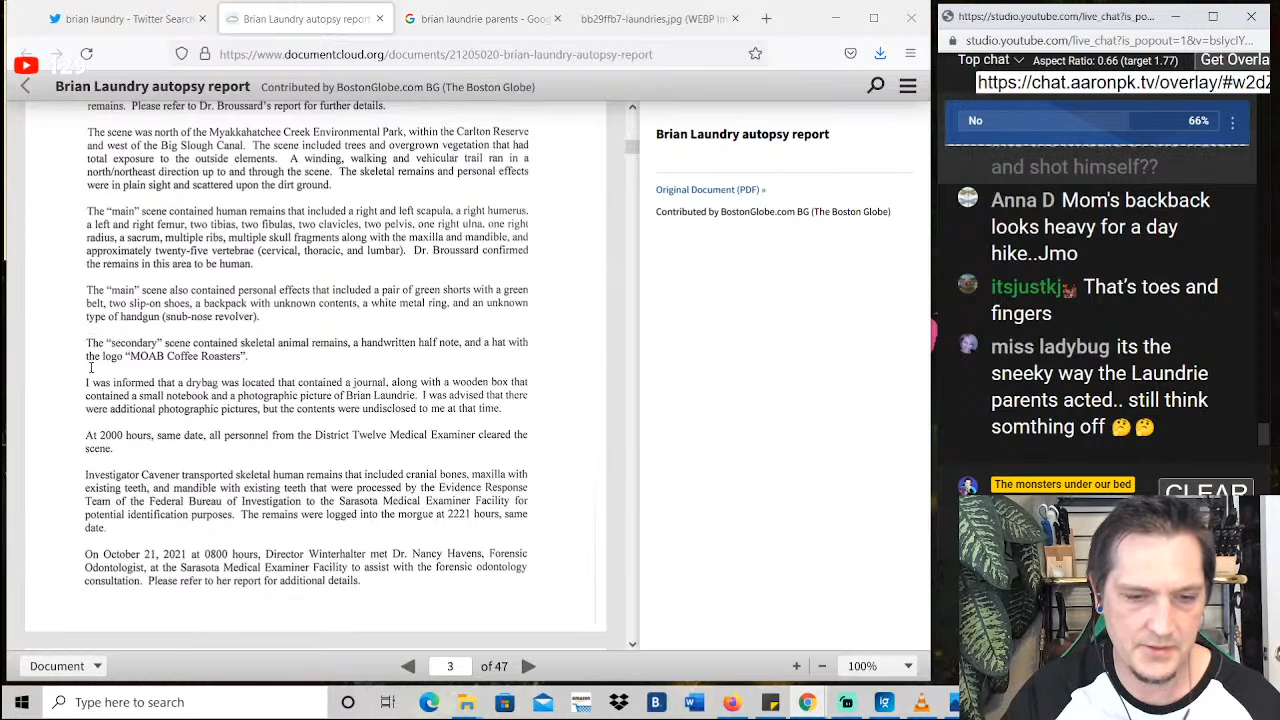 brian laundry - Twitter Search
Brian Laundry autopsy report
brian laundrie parents - Goog
bb29ffb7-laundries.jpg (WEBP Im
https://www.documentcloud.org/
Brian Laundry autopsy report
Contributed by BostonGlobe.com BG (The Boston Globe)
remains. Please refer to Dr. Broussard's report for further details.
The scene was north of the Myakkahatchee Creek Environmental Park, within the Carlton Reserve
and west of the Big Slough Canal. The scene included trees and overgrown vegetation that had
total exposure to the outside elements. A winding, walking and vehicular trail ran in a
north/northeast direction up to and through the scene. The remains and personal effects
were in plain sight and scattered upon the dirt ground.
The "main" scene contained human remains that included a right and left scapula, a right humerus,
a left and right femur, two tibias, two fibulas, two clavicles, two pelvis, one right ulna, one right
radius, a sacrum, multiple ribs, multiple skull fragments along with the maxilla and mandible, and
approximately twenty-five vertebrae (cervical, thoracic, and lumbar). Dr. Broussard confirmed
the remains in this area to be human.
The "main" scene also contained personal effects that included a pair of green shorts with a green
belt, two slip-on shoes, a backpack with unknown contents, a white metal ring, and an unknown
type of handgun (snub-nose revolver).
The "secondary" scene contained skeletal animal remains, a handwritten half note, and a hat with
the logo "MOAB Coffee Roasters".
I was informed that a drybag was located that contained a journal, along with a wooden box that
contained a small notebook and a photographic picture of Brian Laundrie. I was advised that there
were additional photographic pictures, but the contents were undisclosed to me at that time.
At 2000 hours, same date, all personnel from the District Twelve Medical Examiner cleared the
scene.
Investigator Cavener transported skeletal human remains that included cranial bones, maxilla with
existing teeth, and mandible with existing teeth that were processed by the Evidence Response
Team of the Federal Bureau of Investigation to the Sarasota Medical Examiner Facility for
potential identification purposes. The remains were logged into the morgue at 2221 hours, same
date.
On October 21, 2021 at 0800 hours, Director Winterhalter met Dr. Nancy Havens, Forensic
Odontologist, at the Sarasota Medical Examiner Facility to assist with the forensic odontology
consultation. Please refer to her report for additional details.
Brian Laundry autopsy report
Original Document (PDF) »
Contributed by BostonGlobe.com BG (The Boston Globe)
Document
3 of 47
100%
Type here to search
https://studio.youtube.com/live_chat?is_po...
studio.youtube.com/live_chat?is_popout=1&v=bslyclY...
Top chat
Aspect Ratio: 0.66 (target 1.77)
Get Overla
https://chat.aaronpk.tv/overlay/#w2dZ
No 66%
and shot himself??
Anna D Mom's backback
looks heavy for a day
hike..Jmo
itsjustkj That's toes and
fingers
miss ladybug its the
sneeky way the Laundrie
parents acted.. still think
somthing off 🤔🤔
The monsters under our bed
CLEAR